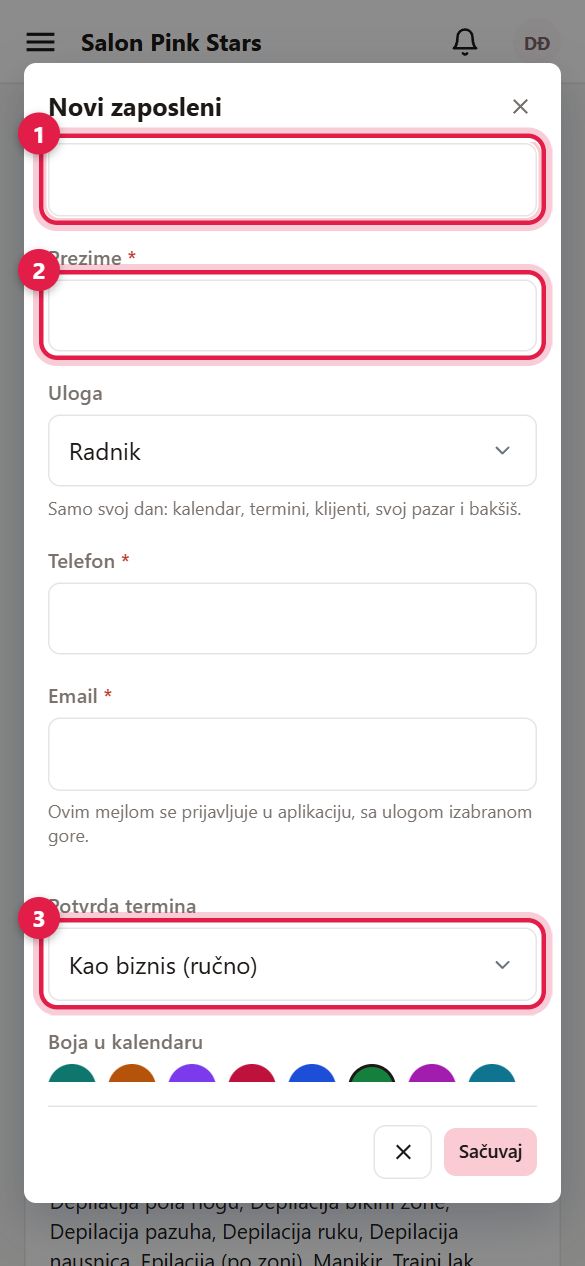 Salon Pink Stars
DĐ
Novi zaposleni
1
Prezime *
2
Uloga
Radnik
Samo svoj dan: kalendar, termini, klijenti, svoj pazar i bakšiš.
Telefon *
Email *
Ovim mejlom se prijavljuje u aplikaciju, sa ulogom izabranom
gore.
Potvrda termina
3
Kao biznis (ručno)
Boja u kalendaru
Sačuvaj
Depilacija pola nogu, Depilacija bikini zone,
Depilacija pazuha, Depilacija ruku, Depilacija
nausnica, Epilacija (po zoni), Manikir, Trajni lak